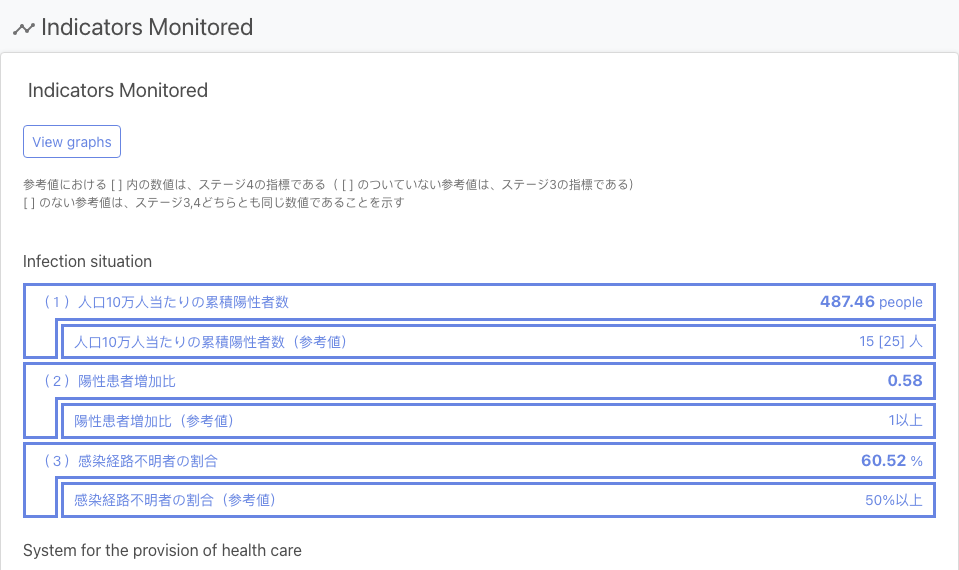 Indicators Monitored
Indicators Monitored
View graphs
参考値における [ ] 内の数値は、ステージ4の指標である（ [ ] のついていない参考値は、ステージ3の指標である）
[ ] のない参考値は、ステージ3,4どちらとも同じ数値であることを示す
Infection situation
（1）人口10万人当たりの累積陽性者数 487.46 people
人口10万人当たりの累積陽性者数（参考値） 15 [25] 人
（2）陽性患者増加比 0.58
陽性患者増加比（参考値） 1以上
（3）感染経路不明者の割合 60.52 %
感染経路不明者の割合（参考値） 50%以上
System for the provision of health care